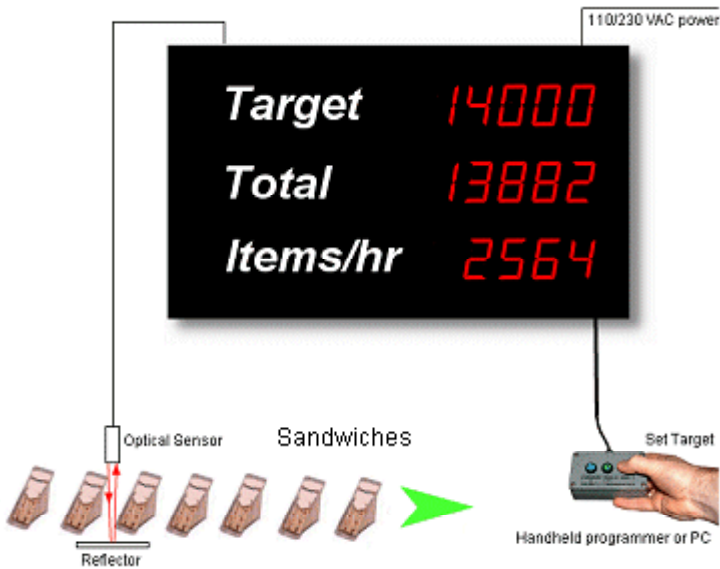 110/230 VAC power
Target 14000
Total 13882
Items/hr 2564
Optical Sensor
Sandwiches
Set Target
Handheld programmer or PC
Reflector